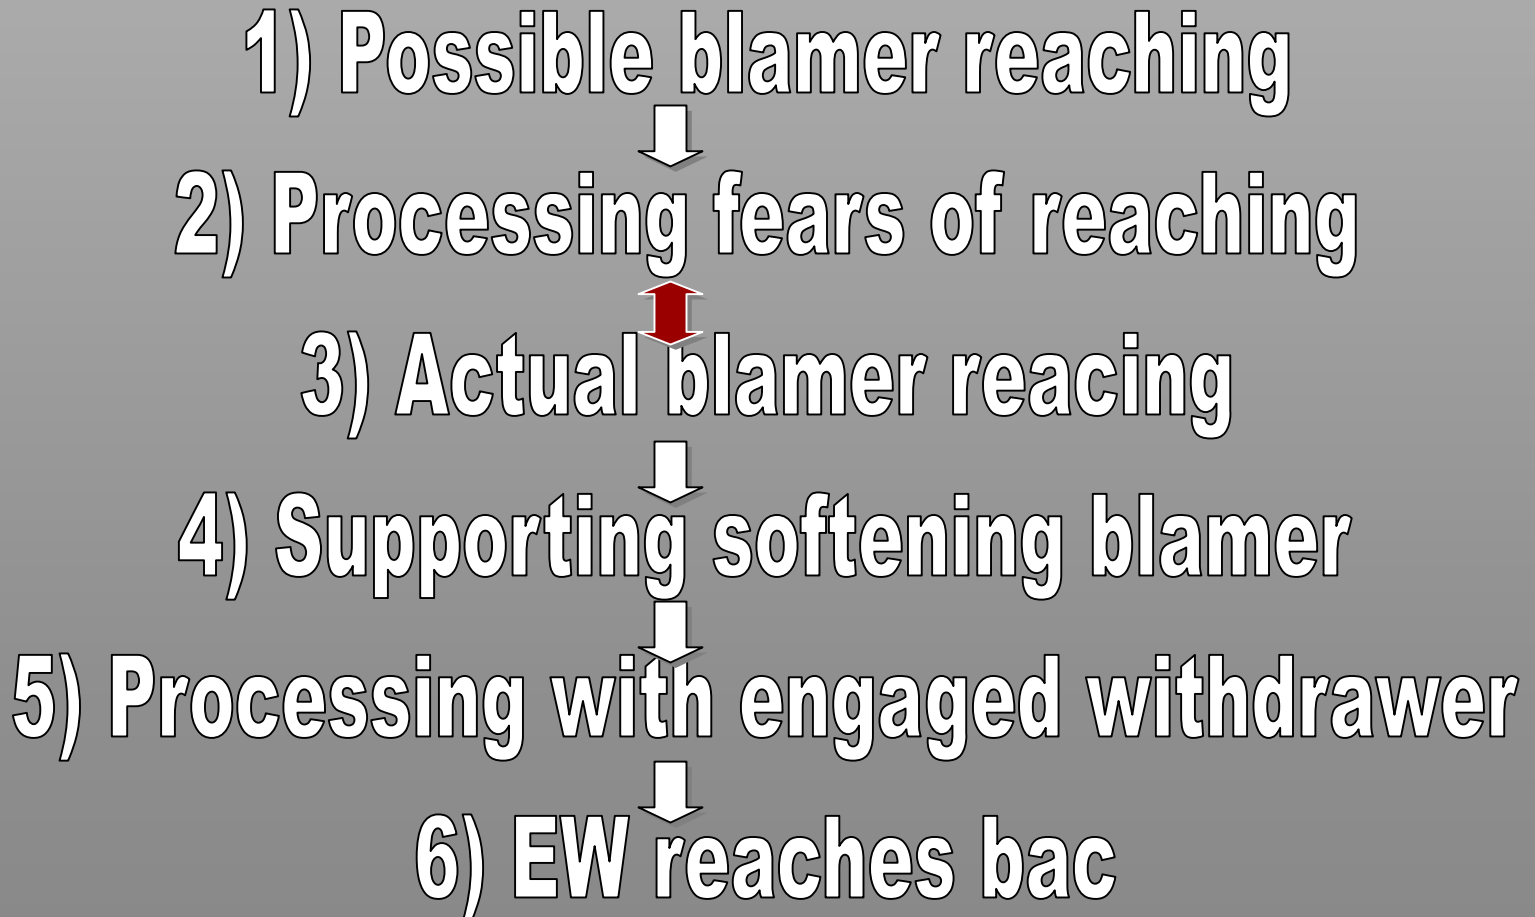 1) Possible blamer reaching
2) Processing fears of reaching
3) Actual blamer reacing
4) Supporting softening blamer
5) Processing with engaged withdrawer
6) EW reaches bac